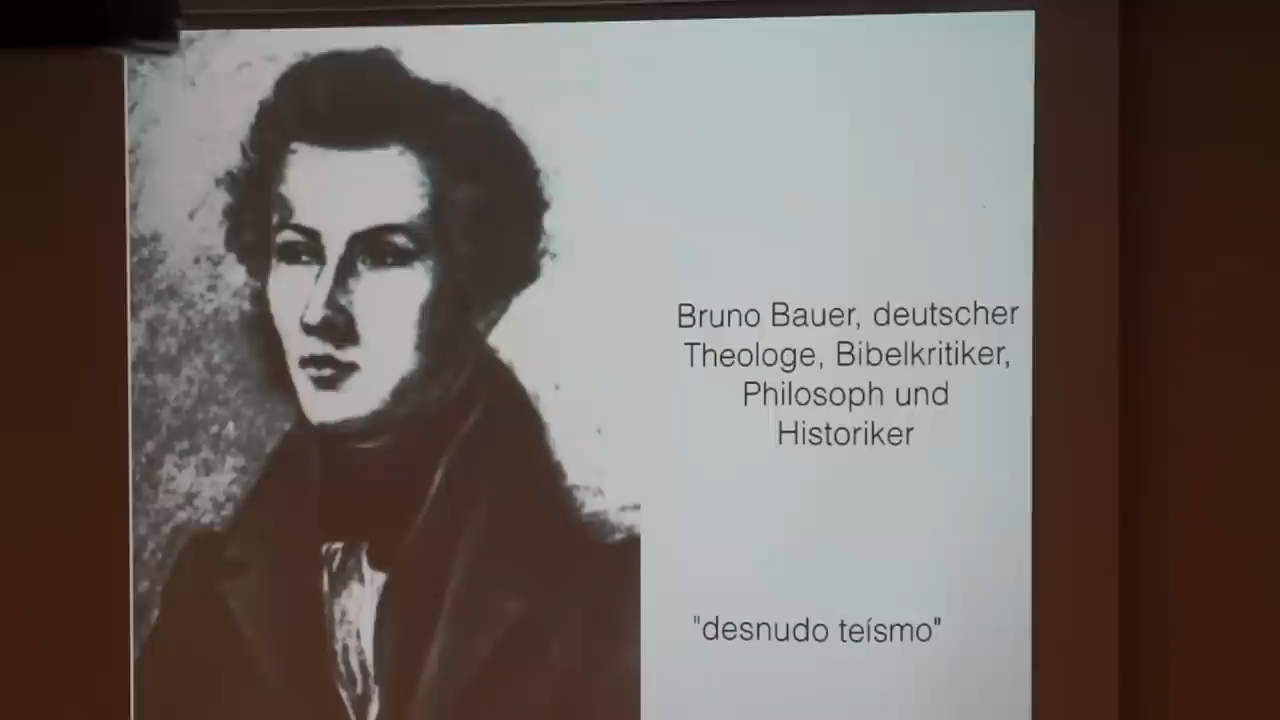 Bruno Bauer, deutscher
Theologe, Bibelkritiker,
Philosoph und
Historiker
"desnudo teísmo"